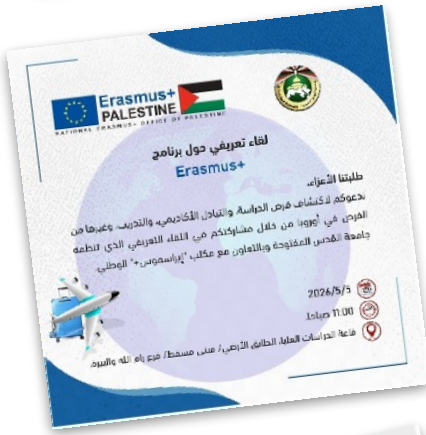 Erasmus+
PALESTINE
NATIONAL ERASMUS+ OFFICE OF PALESTINE
لقاء تعريفي حول برنامج
Erasmus+
طلبتنا الأعزاء،
ندعوكم لاكتشاف فرص الدراسة، والتبادل الأكاديمي، والتدريب، وغيرها من
الفرص في أوروبا من خلال مشاركتكم في اللقاء التعريفي الذي تنظمه
جامعة القدس المفتوحة وبالتعاون مع مكتب "إيراسموس+" الوطني.
2026/5/5
11:00 صباحاً.
قاعة الدراسات العليا، الطابق الأرضي/ مبنى مسقط/ فرع رام الله والبيرة.